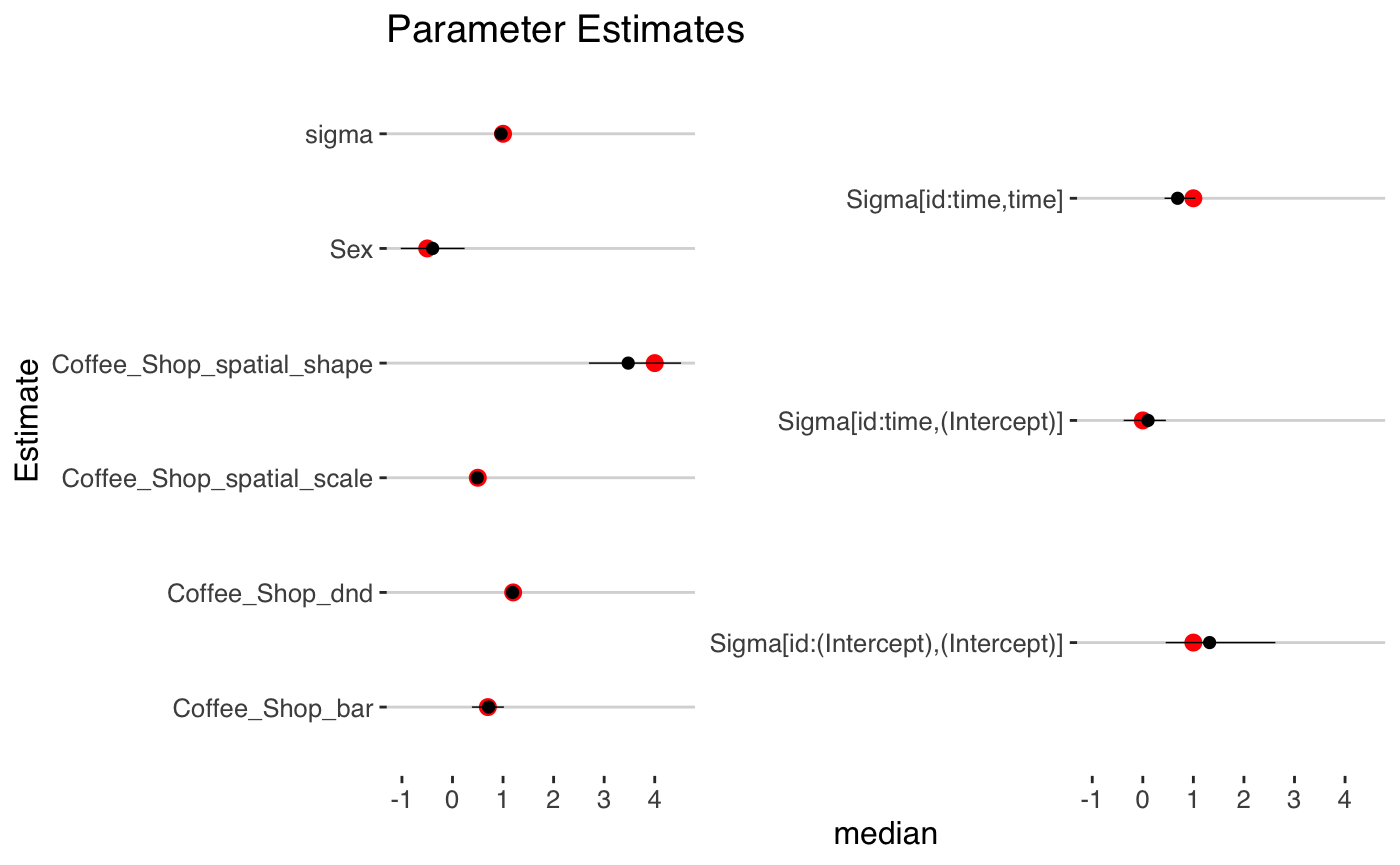 Parameter Estimates
Estimate
sigma
Sex
Coffee_Shop_spatial_shape
Coffee_Shop_spatial_scale
Coffee_Shop_dnd
Coffee_Shop_bar
-1 0 1 2 3 4
Sigma[id:time,time]
Sigma[id:time,(Intercept)]
Sigma[id:(Intercept),(Intercept)]
-1 0 1 2 3 4
median